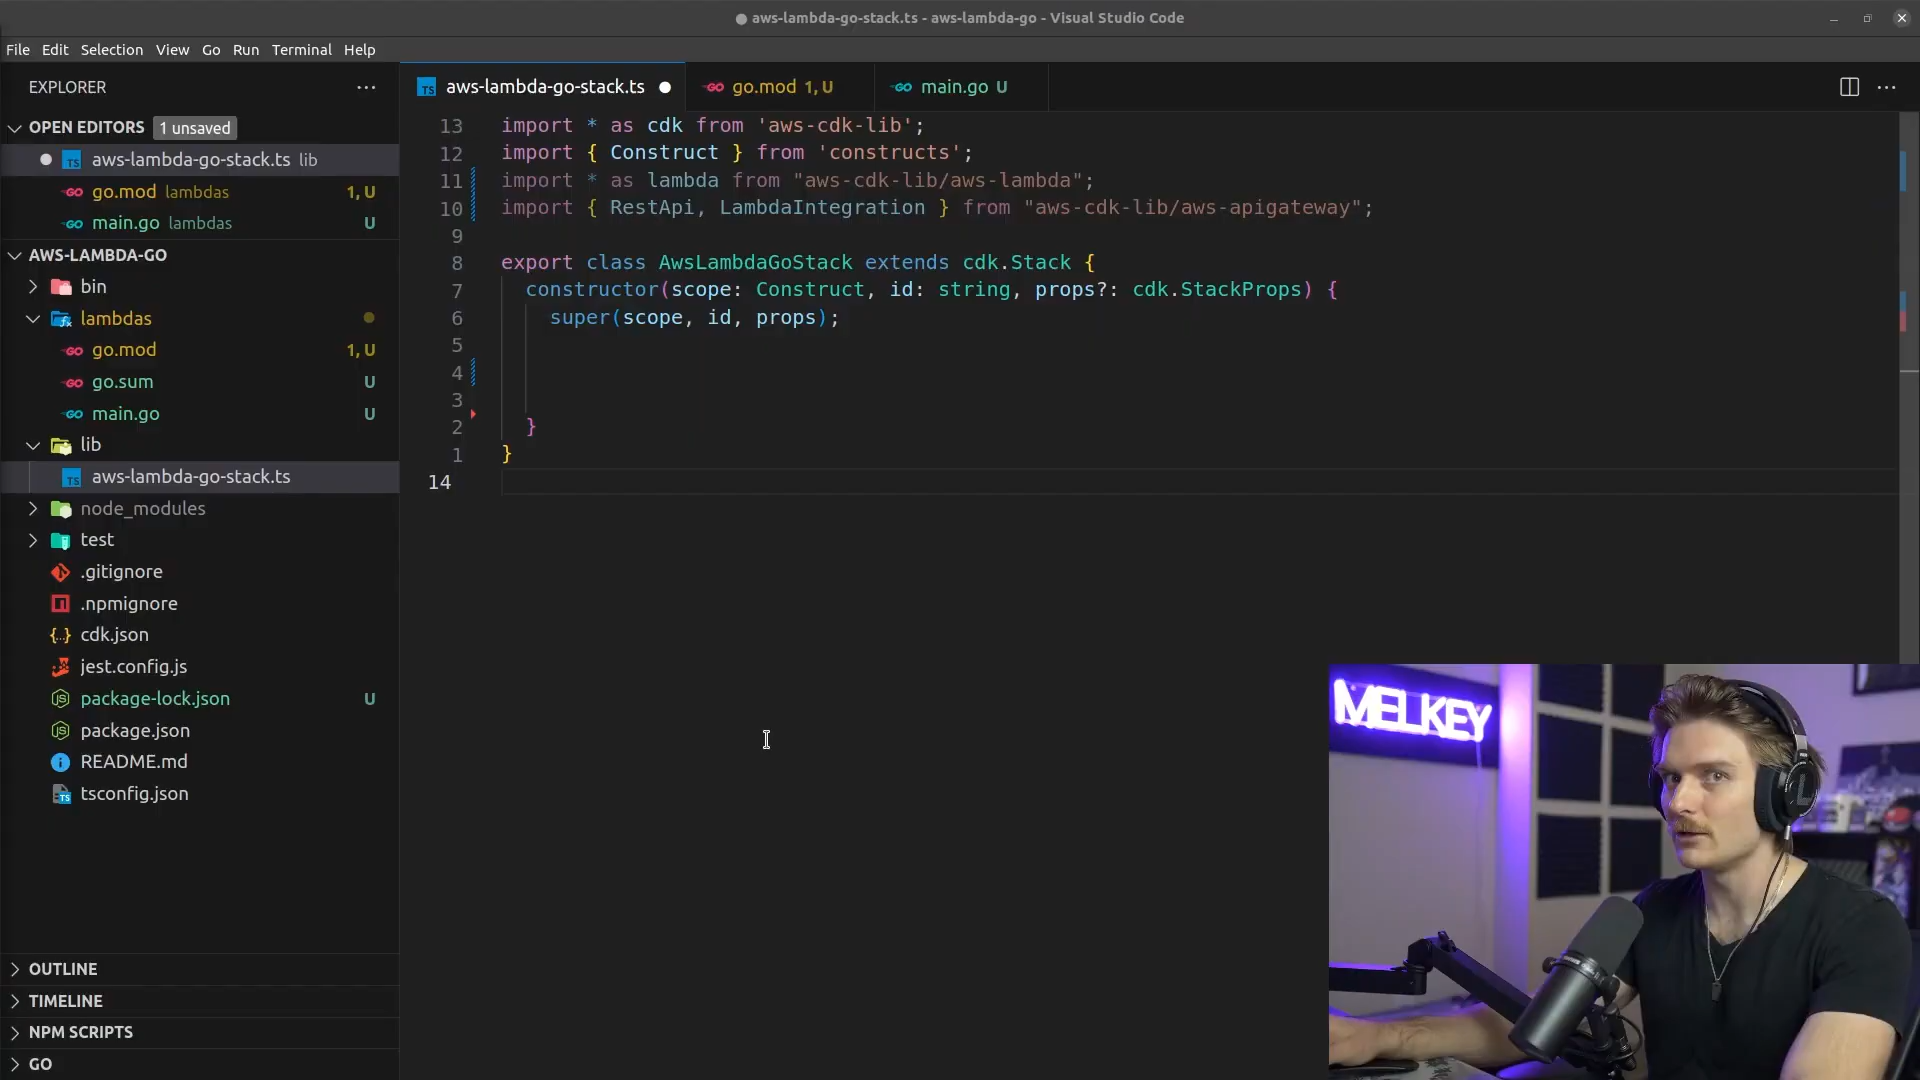 aws-lambda-go-stack.ts - aws-lambda-go - Visual Studio Code
File Edit Selection View Go Run Terminal Help
EXPLORER
OPEN EDITORS 1 unsaved
aws-lambda-go-stack.ts lib
go.mod lambdas 1, U
main.go lambdas U
AWS-LAMBDA-GO
bin
lambdas
go.mod 1, U
go.sum U
main.go U
lib
aws-lambda-go-stack.ts
node_modules
test
.gitignore
.npmignore
cdk.json
jest.config.js
package-lock.json U
package.json
README.md
tsconfig.json
OUTLINE
TIMELINE
NPM SCRIPTS
GO
aws-lambda-go-stack.ts
go.mod 1, U
main.go U
13 import * as cdk from 'aws-cdk-lib';
12 import { Construct } from 'constructs';
11 import * as lambda from "aws-cdk-lib/aws-lambda";
10 import { RestApi, LambdaIntegration } from "aws-cdk-lib/aws-apigateway";
9
8 export class AwsLambdaGoStack extends cdk.Stack {
7 constructor(scope: Construct, id: string, props?: cdk.StackProps) {
6 super(scope, id, props);
5
4
3
2 }
1 }
14
MELKEY